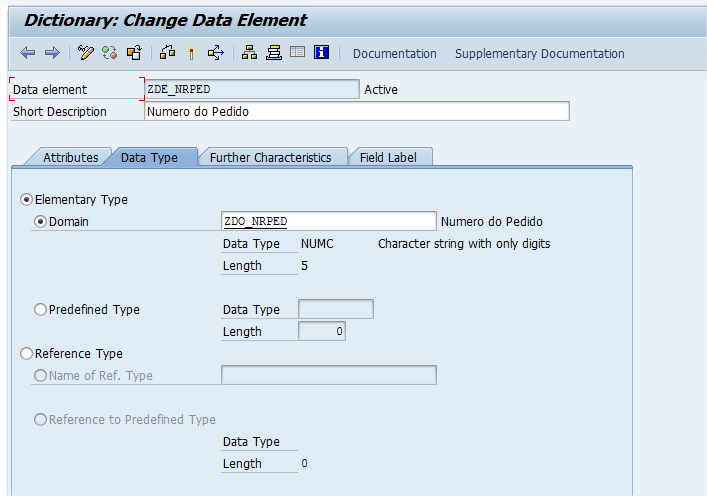 Dictionary: Change Data Element
Documentation Supplementary Documentation
Data element ZDE_NRPED Active
Short Description Numero do Pedido
Attributes Data Type Further Characteristics Field Label
Elementary Type
Domain ZDO_NRPED Numero do Pedido
Data Type NUMC Character string with only digits
Length 5
Predefined Type Data Type
Length 0
Reference Type
Name of Ref. Type
Reference to Predefined Type
Data Type
Length 0